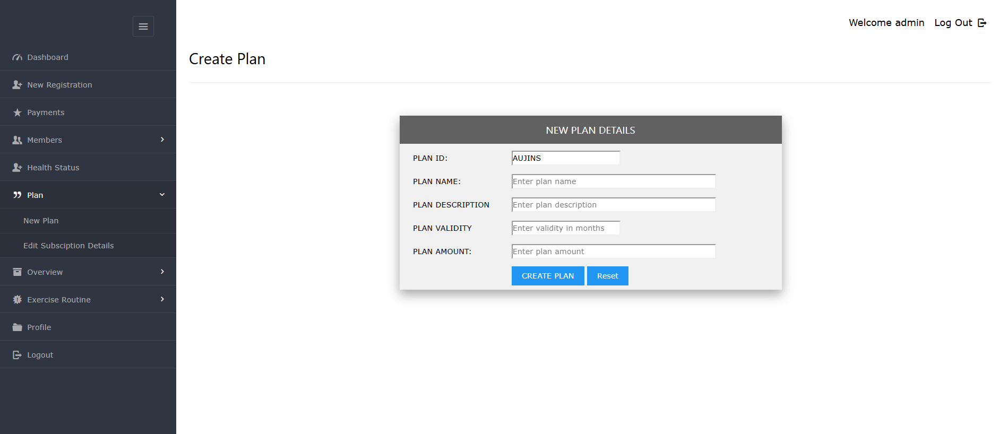 Welcome admin Log Out
Dashboard
New Registration
Payments
Members
Health Status
Plan
New Plan
Edit Subsciption Details
Overview
Exercise Routine
Profile
Logout
Create Plan
NEW PLAN DETAILS
PLAN ID: AUJINS
PLAN NAME: Enter plan name
PLAN DESCRIPTION Enter plan description
PLAN VALIDITY Enter validity in months
PLAN AMOUNT: Enter plan amount
CREATE PLAN Reset